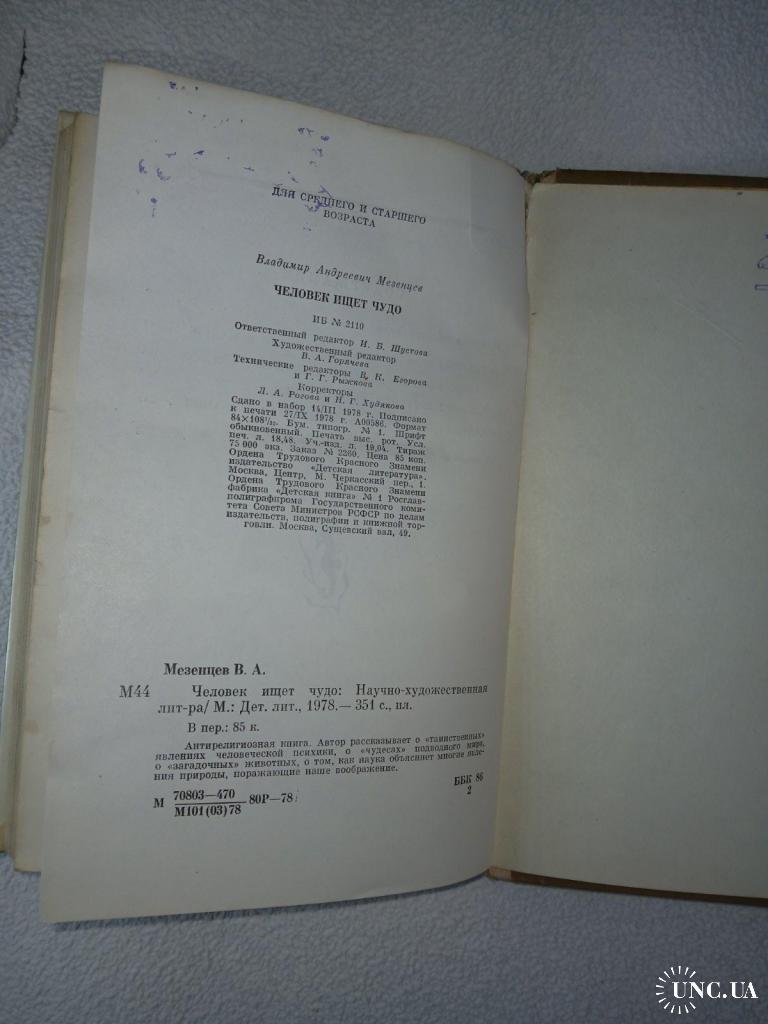 ДЛЯ СРЕДНЕГО И СТАРШЕГО
ВОЗРАСТА
Владимир Андреевич Мезенцев
ЧЕЛОВЕК ИЩЕТ ЧУДО
ИБ № 2110
Ответственный редактор И. Б. Шустова
Художественный редактор
В. А. Горячева
Технические редакторы В. К. Егорова
и Г. Г. Рыжкова
Корректоры
Л. А. Рогова и Н. Г. Худякова
Сдано в набор 14/III 1978 г. Подписано
к печати 27/IX 1978 г. А00586. Формат
84×108¹/₃₂. Бум. типогр. № 1. Шрифт
обыкновенный. Печать выс. рот. Усл.
печ. л. 18,48. Уч.-изд. л. 19,04. Тираж
75 000 экз. Заказ № 2260. Цена 85 коп.
Ордена Трудового Красного Знамени
издательство «Детская литература».
Москва, Центр, М. Черкасский пер., 1.
Ордена Трудового Красного Знамени
фабрика «Детская книга» № 1 Росглав-
полиграфпрома Государственного коми-
тета Совета Министров РСФСР по делам
издательств, полиграфии и книжной тор-
говли. Москва, Сущевский вал, 49.
Мезенцев В. А.
М44 Человек ищет чудо: Научно-художественная
лит-ра/ М.: Дет. лит., 1978.— 351 с., ил.
В пер.: 85 к.
Антирелигиозная книга. Автор рассказывает о «таинственных»
явлениях человеческой психики, о «чудесах» подводного мира,
о «загадочных» животных, о том, как наука объясняет многие явле-
ния природы, поражающие наше воображение.
М 70803—470 80Р—78
М101(03)78
ББК 86
2
UNC.UA